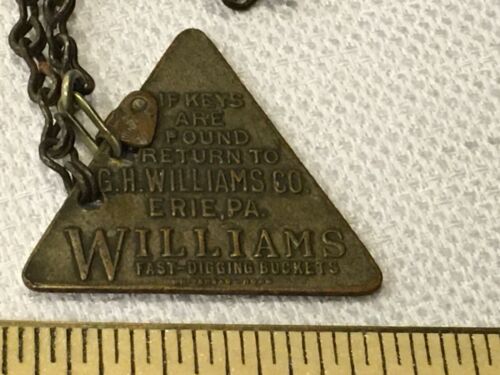 IF KEYS
ARE
FOUND
RETURN TO
G.H. WILLIAMS CO.
ERIE, PA.
WILLIAMS
FAST-DIGGING BUCKETS